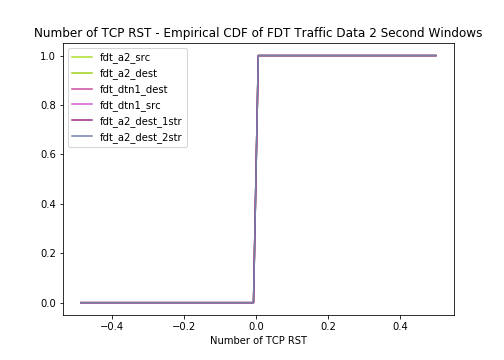 Number of TCP RST - Empirical CDF of FDT Traffic Data 2 Second Windows
fdt_a2_src
fdt_a2_dest
fdt_dtn1_dest
fdt_dtn1_src
fdt_a2_dest_1str
fdt_a2_dest_2str
1.0
0.8
0.6
0.4
0.2
0.0
−0.4 −0.2 0.0 0.2 0.4
Number of TCP RST